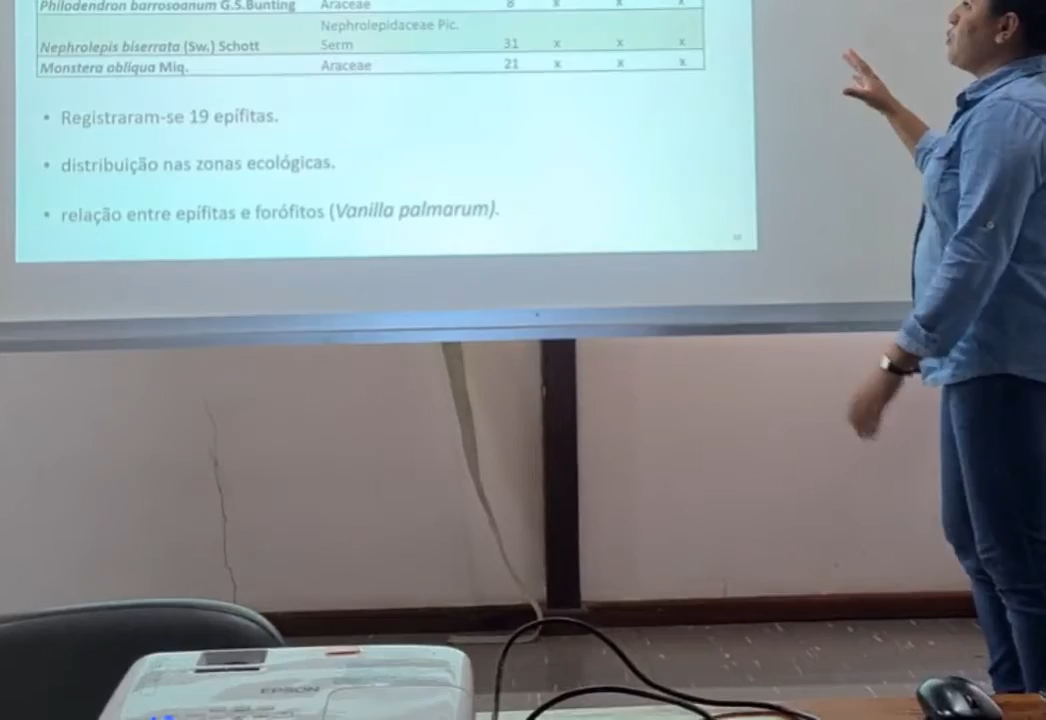 Philodendron barrosoanum G.S.Bunting Araceae 8 x x x
Nephrolepidaceae Pic.
Nephrolepis biserrata (Sw.) Schott Serm 31 x x x
Monstera obliqua Miq. Araceae 21 x x x
• Registraram-se 19 epífitas.
• distribuição nas zonas ecológicas.
• relação entre epífitas e forófitos (Vanilla palmarum).
EPSON